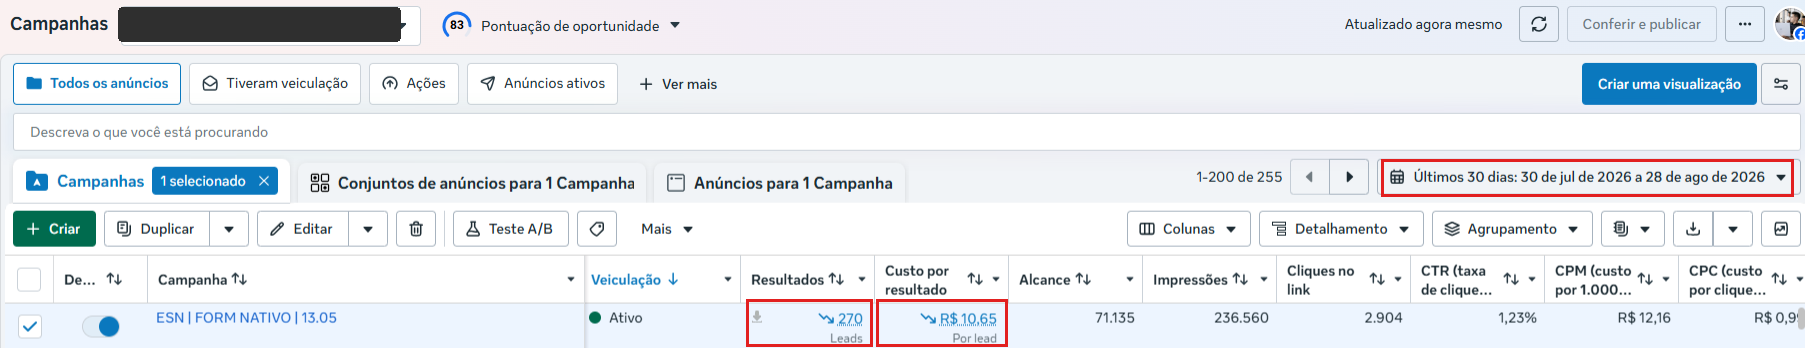 Campanhas
83 Pontuação de oportunidade
Atualizado agora mesmo
Conferir e publicar
Todos os anúncios
Tiveram veiculação
Ações
Anúncios ativos
+ Ver mais
Criar uma visualização
Descreva o que você está procurando
Campanhas 1 selecionado
Conjuntos de anúncios para 1 Campanha
Anúncios para 1 Campanha
1-200 de 255
Últimos 30 dias: 30 de jul de 2026 a 28 de ago de 2026
+ Criar
Duplicar
Editar
Teste A/B
Mais
Colunas
Detalhamento
Agrupamento
De...
Campanha
Veiculação
Resultados
Custo por
resultado
Alcance
Impressões
Cliques no
link
CTR (taxa
de clique...
CPM (custo
por 1.000...
CPC (custo
por clique...
ESN | FORM NATIVO | 13.05
Ativo
270
Leads
R$ 10,65
Por lead
71.135
236.560
2.904
1,23%
R$ 12,16